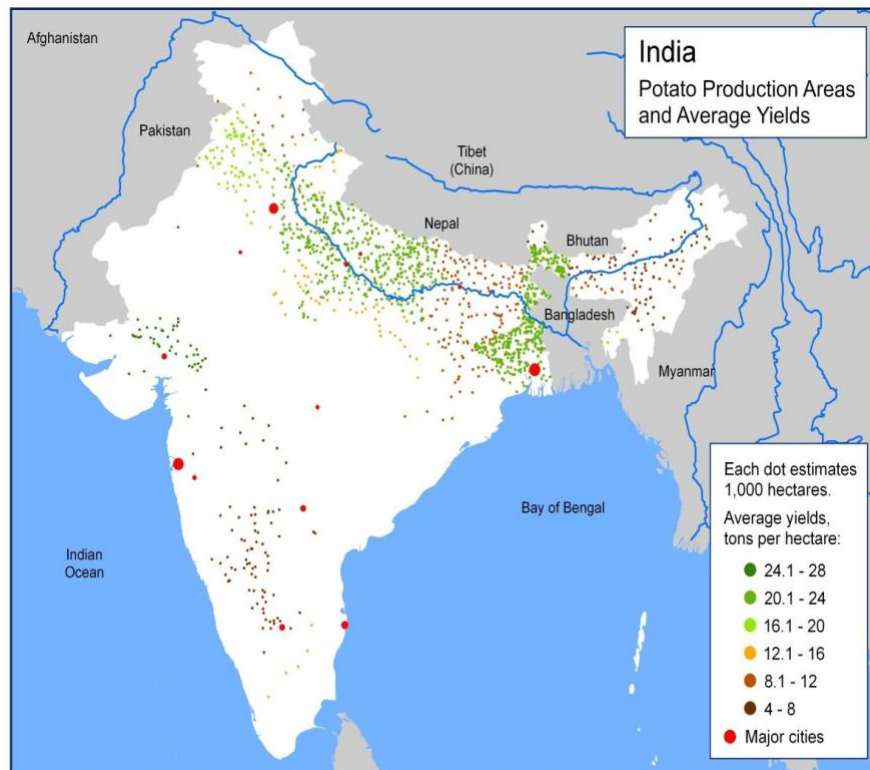 India
Potato Production Areas
and Average Yields
Afghanistan
Pakistan
Tibet
(China)
Nepal
Bhutan
Bangladesh
Myanmar
Indian
Ocean
Bay of Bengal
Each dot estimates
1,000 hectares.
Average yields,
tons per hectare:
24.1 - 28
20.1 - 24
16.1 - 20
12.1 - 16
8.1 - 12
4 - 8
Major cities